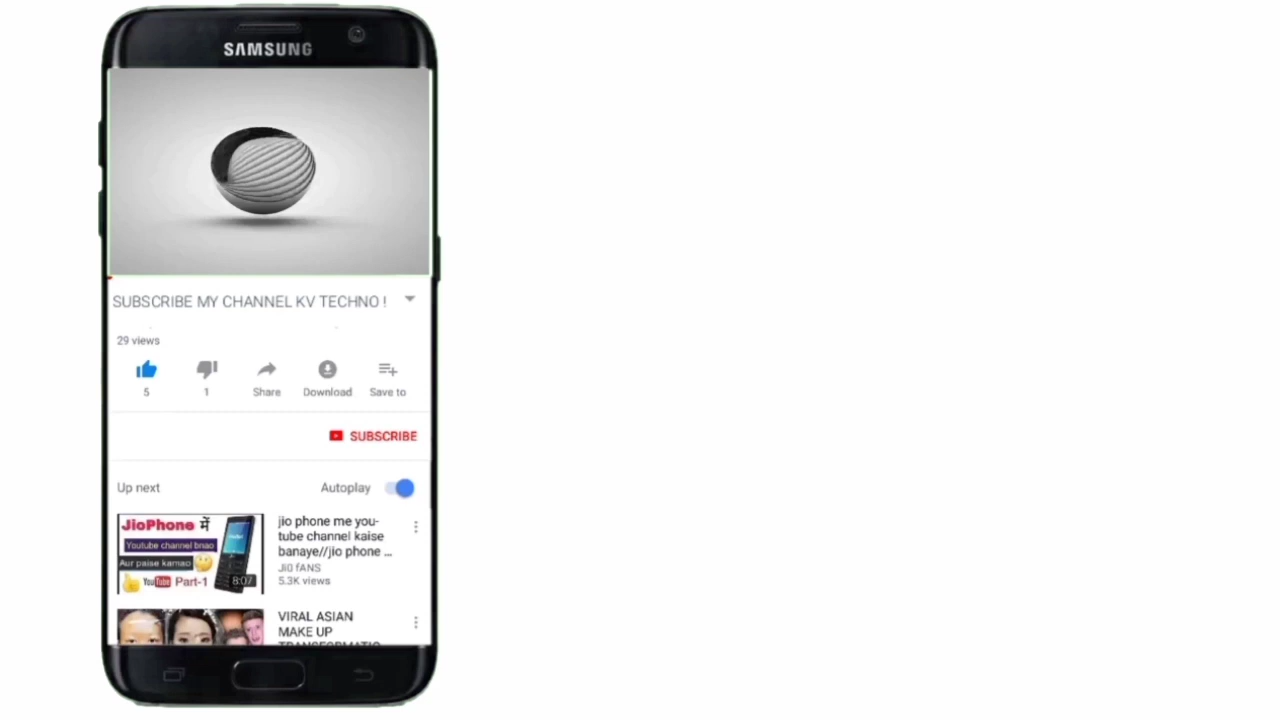 SAMSUNG
SUBSCRIBE MY CHANNEL KV TECHNO !
29 views
5
1
Share
Download
Save to
SUBSCRIBE
Up next
Autoplay
JioPhone में
Youtube channel bnao
Aur paise kamao
YouTube Part-1
8:07
jio phone me you-
tube channel kaise
banaye//jio phone ...
Ji0 fANS
5.3K views
VIRAL ASIAN
MAKE UP